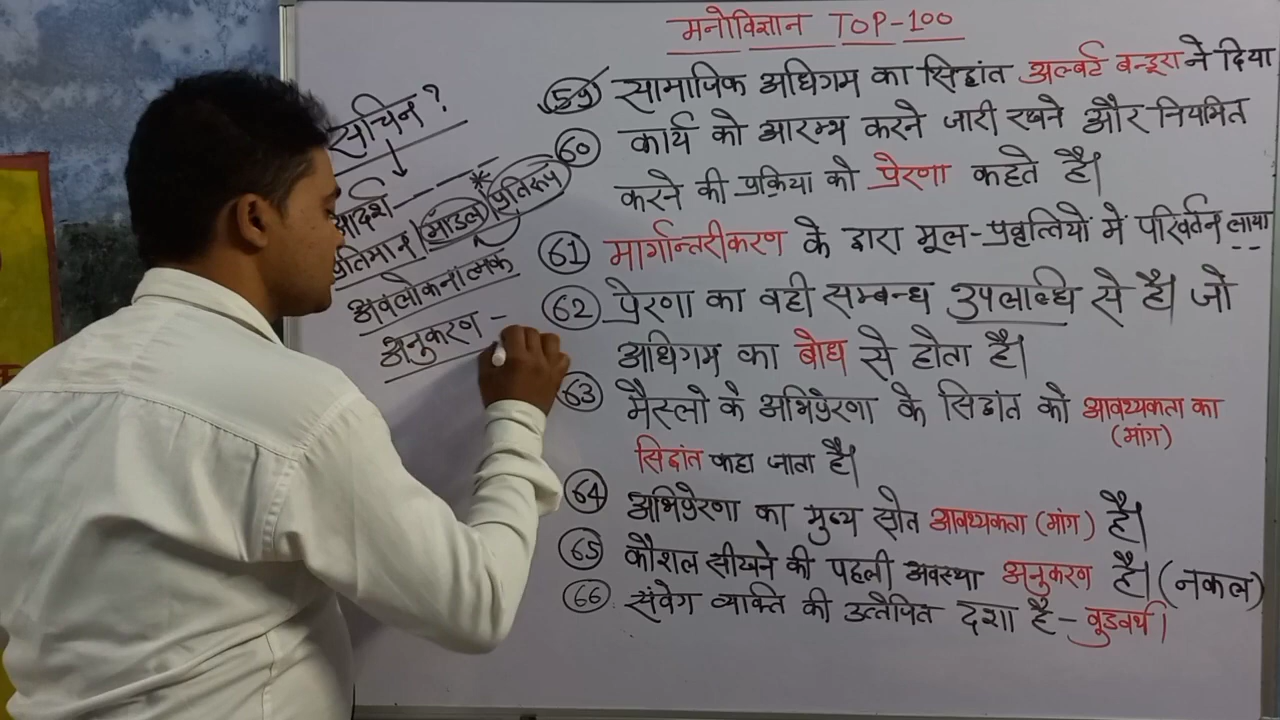 मनोविज्ञान TOP-100
59 सामाजिक अधिगम का सिद्धांत अल्बर्ट बन्डूरा ने दिया
60 कार्य को आरम्भ करने जारी रखने और नियमित
करने की प्रक्रिया को प्रेरणा कहते है।
61 मार्गान्तरीकरण के द्वारा मूल-प्रवृत्तियो मे परिवर्तन लाया
62 प्रेरणा का वही सम्बन्ध उपलब्धि से है। जो
अधिगम का बोध से होता है।
63 मैस्लो के अभिप्रेरणा के सिद्धांत को आवश्यकता का
(मांग)
सिद्वांत कहा जाता है।
64 अभिप्रेरणा का मुख्य स्रोत आवश्यकता (मांग) है।
65 कौशल सीखने की पहली अवस्था अनुकरण है। (नकल)
66 संवेग व्यक्ति की उत्तेपित दशा है - वूडवर्थ।
सचिन ?
आदर्श
प्रतिमान | मॉडल | प्रतिरूप *
अवलोकनात्मक
अनुकरण -